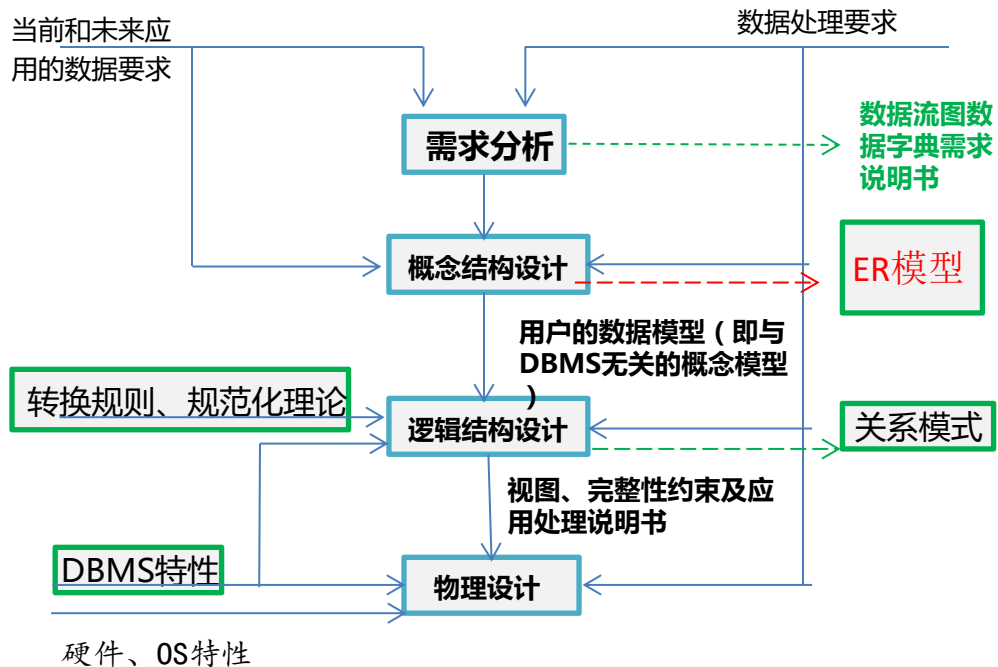 当前和未来应
用的数据要求
数据处理要求
需求分析
数据流图数
据字典需求
说明书
概念结构设计
ER模型
用户的数据模型（即与
DBMS无关的概念模型
）
转换规则、规范化理论
逻辑结构设计
关系模式
视图、完整性约束及应
用处理说明书
DBMS特性
物理设计
硬件、OS特性